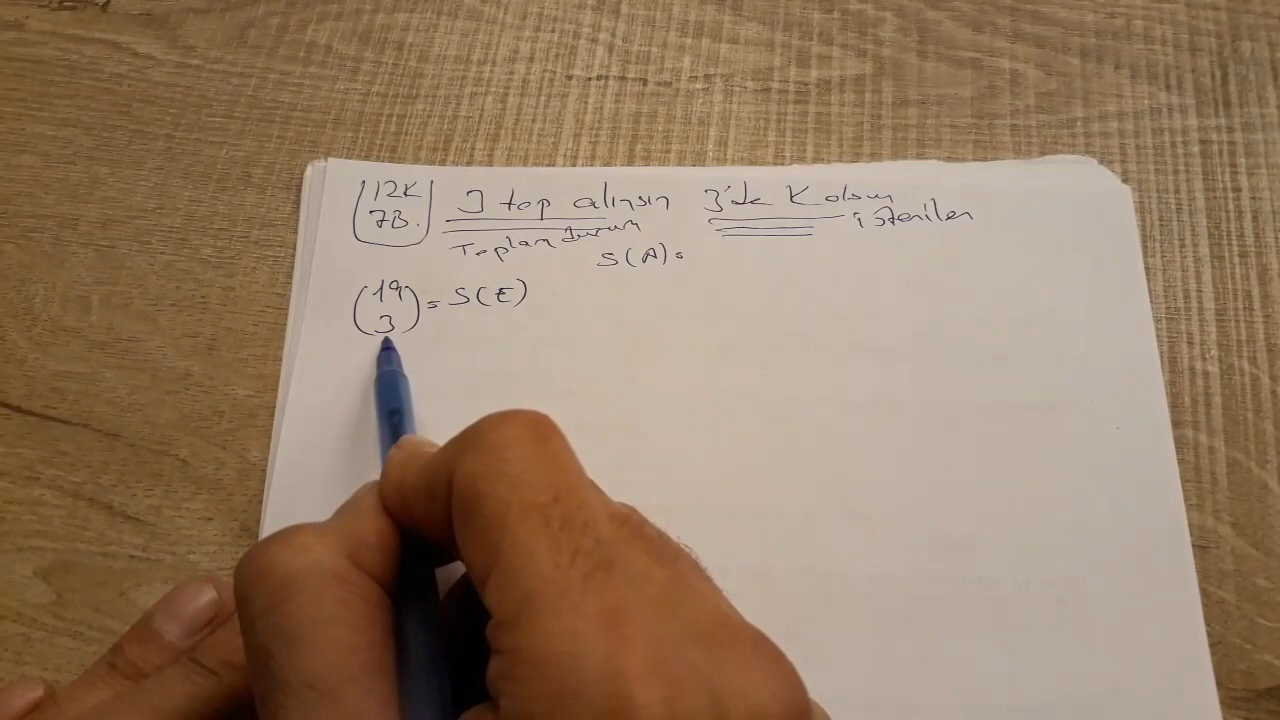 12K
7B.
3 top alınsın 3'de K olsun
istenilen
Toplam durum
S(A)=
(19
3) = S(E)